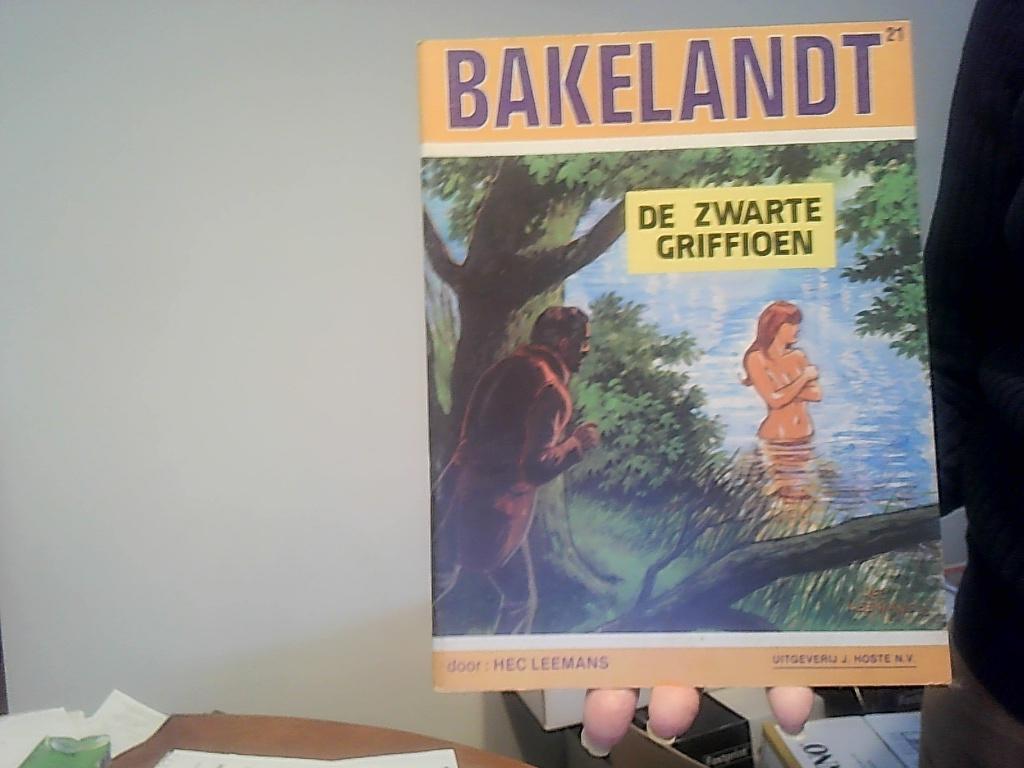 BAKELANDT
21
DE ZWARTE
GRIFFIOEN
door: HEC LEEMANS
UITGEVERIJ J. HOSTE N.V.